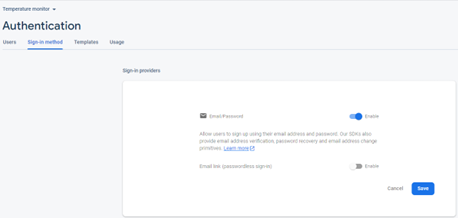 Temperature monitor
Authentication
Users Sign-in method Templates Usage
Sign-in providers
Email/Password Enable
Allow users to sign up using their email address and password. Our SDKs also
provide email address verification, password recovery and email address change
primitives. Learn more
Email link (passwordless sign-in) Enable
Cancel Save